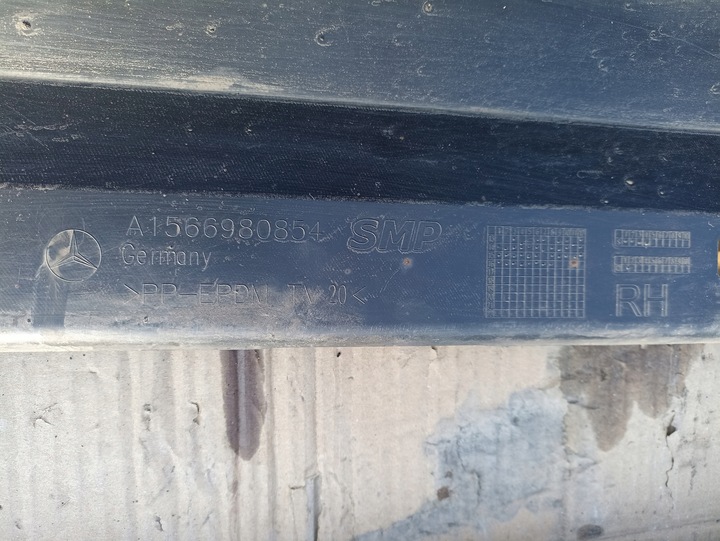 A1566980854
SMP
Germany
>PP-EPDM TV 20<
RH